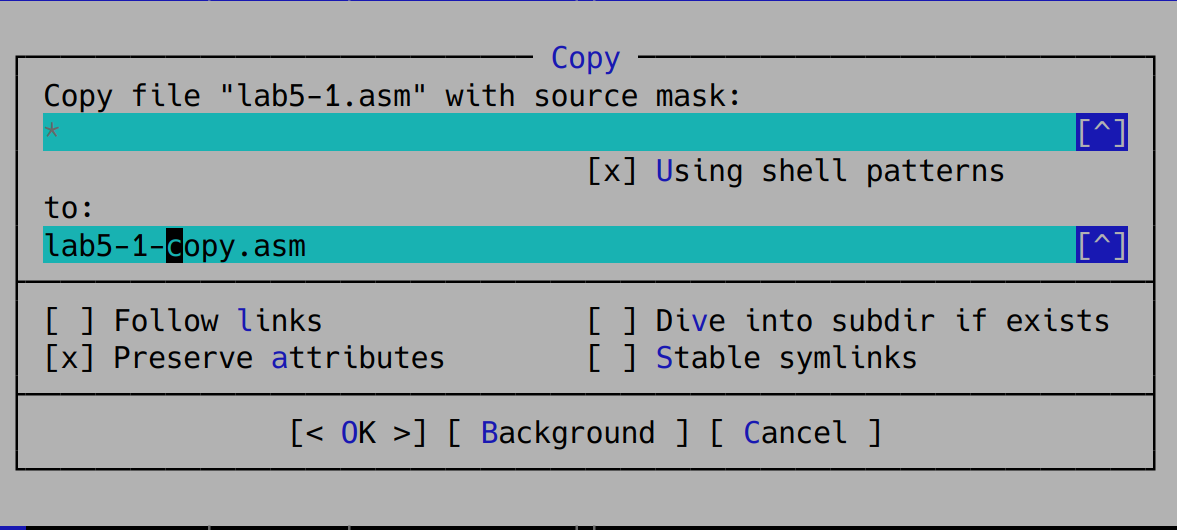 Copy
Copy file "lab5-1.asm" with source mask:
* [^]
[x] Using shell patterns
to:
lab5-1-copy.asm [^]
[ ] Follow links [ ] Dive into subdir if exists
[x] Preserve attributes [ ] Stable symlinks
[< OK >] [ Background ] [ Cancel ]